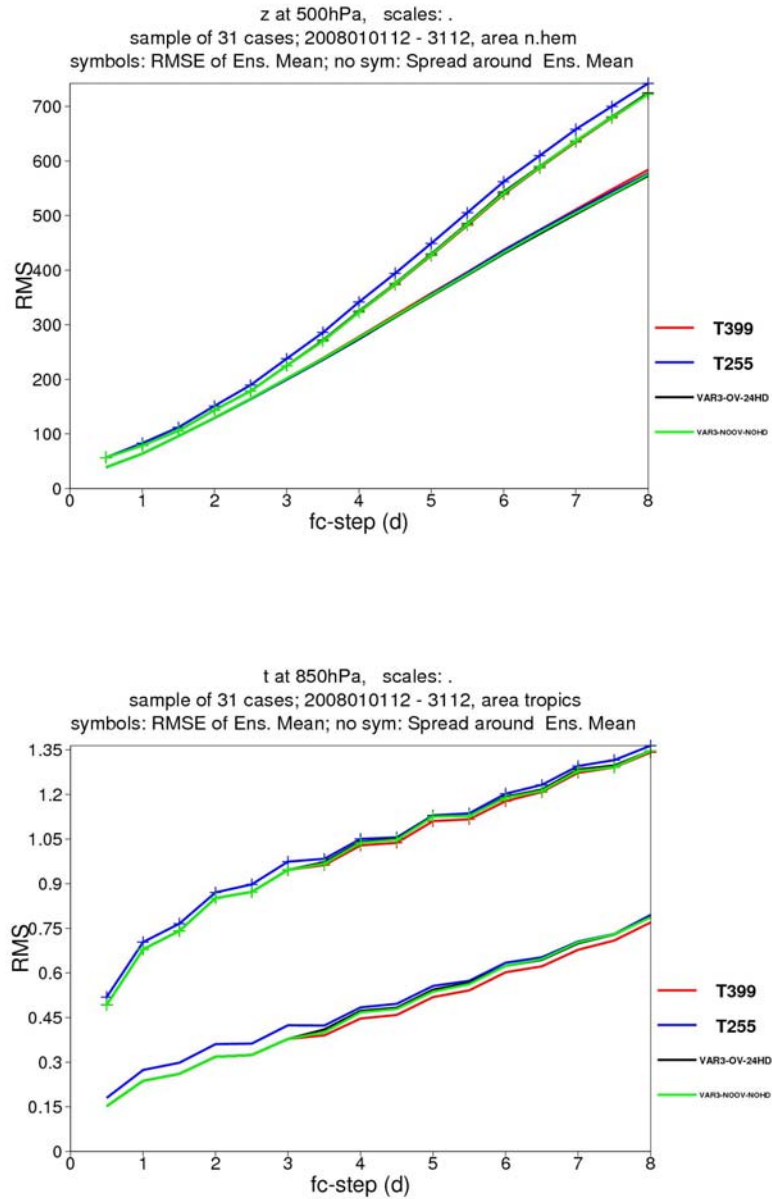 z at 500hPa, scales: .
sample of 31 cases; 2008010112 - 3112, area n.hem
symbols: RMSE of Ens. Mean; no sym: Spread around Ens. Mean
700
600
500
400
300
200
100
0
RMS
0 1 2 3 4 5 6 7 8
fc-step (d)
T399
T255
VAR3-OV-24HD
VAR3-NOOV-NOHD
t at 850hPa, scales: .
sample of 31 cases; 2008010112 - 3112, area tropics
symbols: RMSE of Ens. Mean; no sym: Spread around Ens. Mean
1.35
1.2
1.05
0.9
0.75
0.6
0.45
0.3
0.15
0
RMS
0 1 2 3 4 5 6 7 8
fc-step (d)
T399
T255
VAR3-OV-24HD
VAR3-NOOV-NOHD